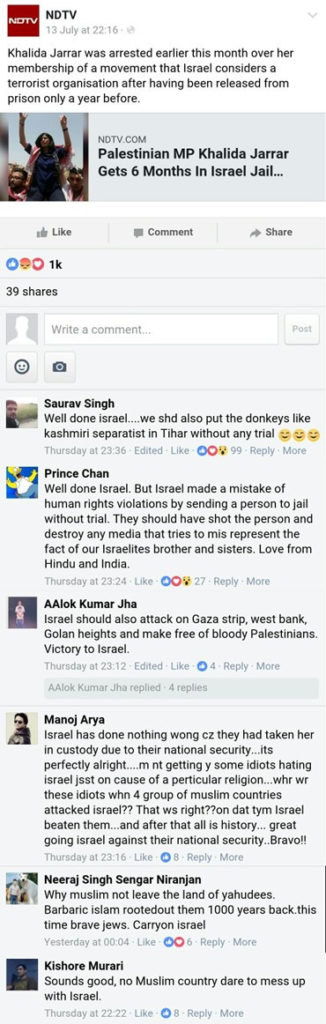 NDTV
NDTV
13 July at 22:16 ·
Khalida Jarrar was arrested earlier this month over her
membership of a movement that Israel considers a
terrorist organisation after having been released from
prison only a year before.
NDTV.COM
Palestinian MP Khalida Jarrar
Gets 6 Months In Israel Jail...
Like
Comment
Share
1k
39 shares
Write a comment...
Post
Saurav Singh
Well done israel....we shd also put the donkeys like
kashmiri separatist in Tihar without any trial 😄😄😄
Thursday at 23:36 · Edited · Like · 99 · Reply · More
Prince Chan
Well done Israel. But Israel made a mistake of
human rights violations by sending a person to jail
without trial. They should have shot the person and
destroy any media that tries to mis represent the
fact of our Israelites brother and sisters. Love from
Hindu and India.
Thursday at 23:24 · Like · 27 · Reply · More
AAlok Kumar Jha
Israel should also attack on Gaza strip, west bank,
Golan heights and make free of bloody Palestinians.
Victory to Israel.
Thursday at 23:12 · Edited · Like · 4 · Reply · More
AAlok Kumar Jha replied · 4 replies
Manoj Arya
Israel has done nothing wong cz they had taken her
in custody due to their national security...its
perfectly alright....m nt getting y some idiots hating
israel jsst on cause of a perticular religion...whr wr
these idiots whn 4 group of muslim countries
attacked israel?? That ws right??on dat tym Israel
beaten them...and after that all is history... great
going israel against their national security..Bravo!!
Thursday at 23:16 · Like · 8 · Reply · More
Neeraj Singh Sengar Niranjan
Why muslim not leave the land of yahudees.
Barbaric islam rootedout them 1000 years back.this
time brave jews. Carryon israel
Yesterday at 00:04 · Like · 6 · Reply · More
Kishore Murari
Sounds good, no Muslim country dare to mess up
with Israel.
Thursday at 22:22 · Like · 8 · Reply · More